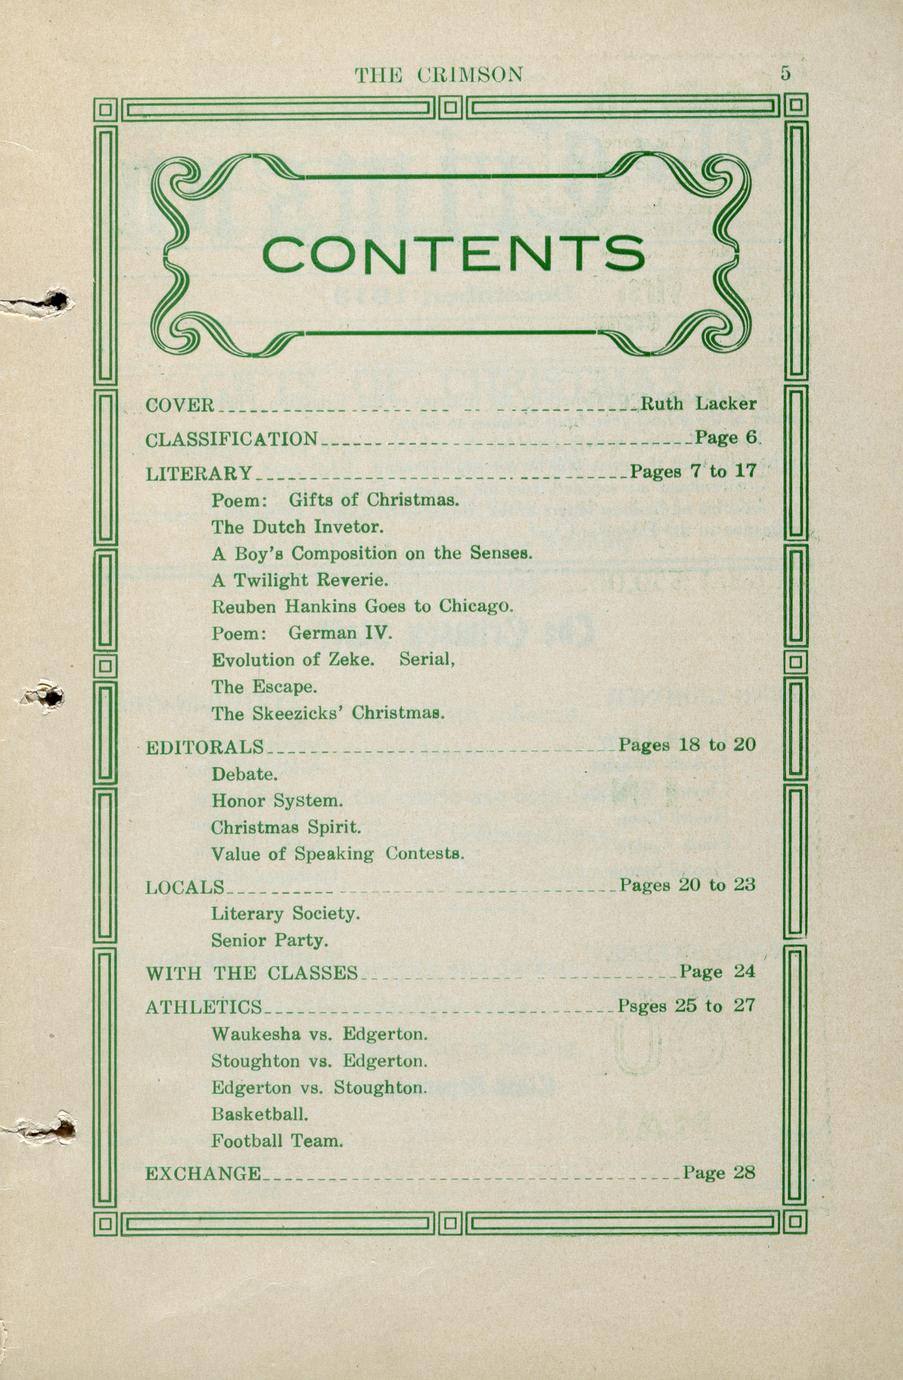 THE CRIMSON 5
CONTENTS
COVER Ruth Lacker
CLASSIFICATION Page 6.
LITERARY Pages 7 to 17
Poem: Gifts of Christmas.
The Dutch Invetor.
A Boy's Composition on the Senses.
A Twilight Reverie.
Reuben Hankins Goes to Chicago.
Poem: German IV.
Evolution of Zeke. Serial,
The Escape.
The Skeezicks' Christmas.
EDITORALS Pages 18 to 20
Debate.
Honor System.
Christmas Spirit.
Value of Speaking Contests.
LOCALS Pages 20 to 23
Literary Society.
Senior Party.
WITH THE CLASSES Page 24
ATHLETICS Psges 25 to 27
Waukesha vs. Edgerton.
Stoughton vs. Edgerton.
Edgerton vs. Stoughton.
Basketball.
Football Team.
EXCHANGE Page 28